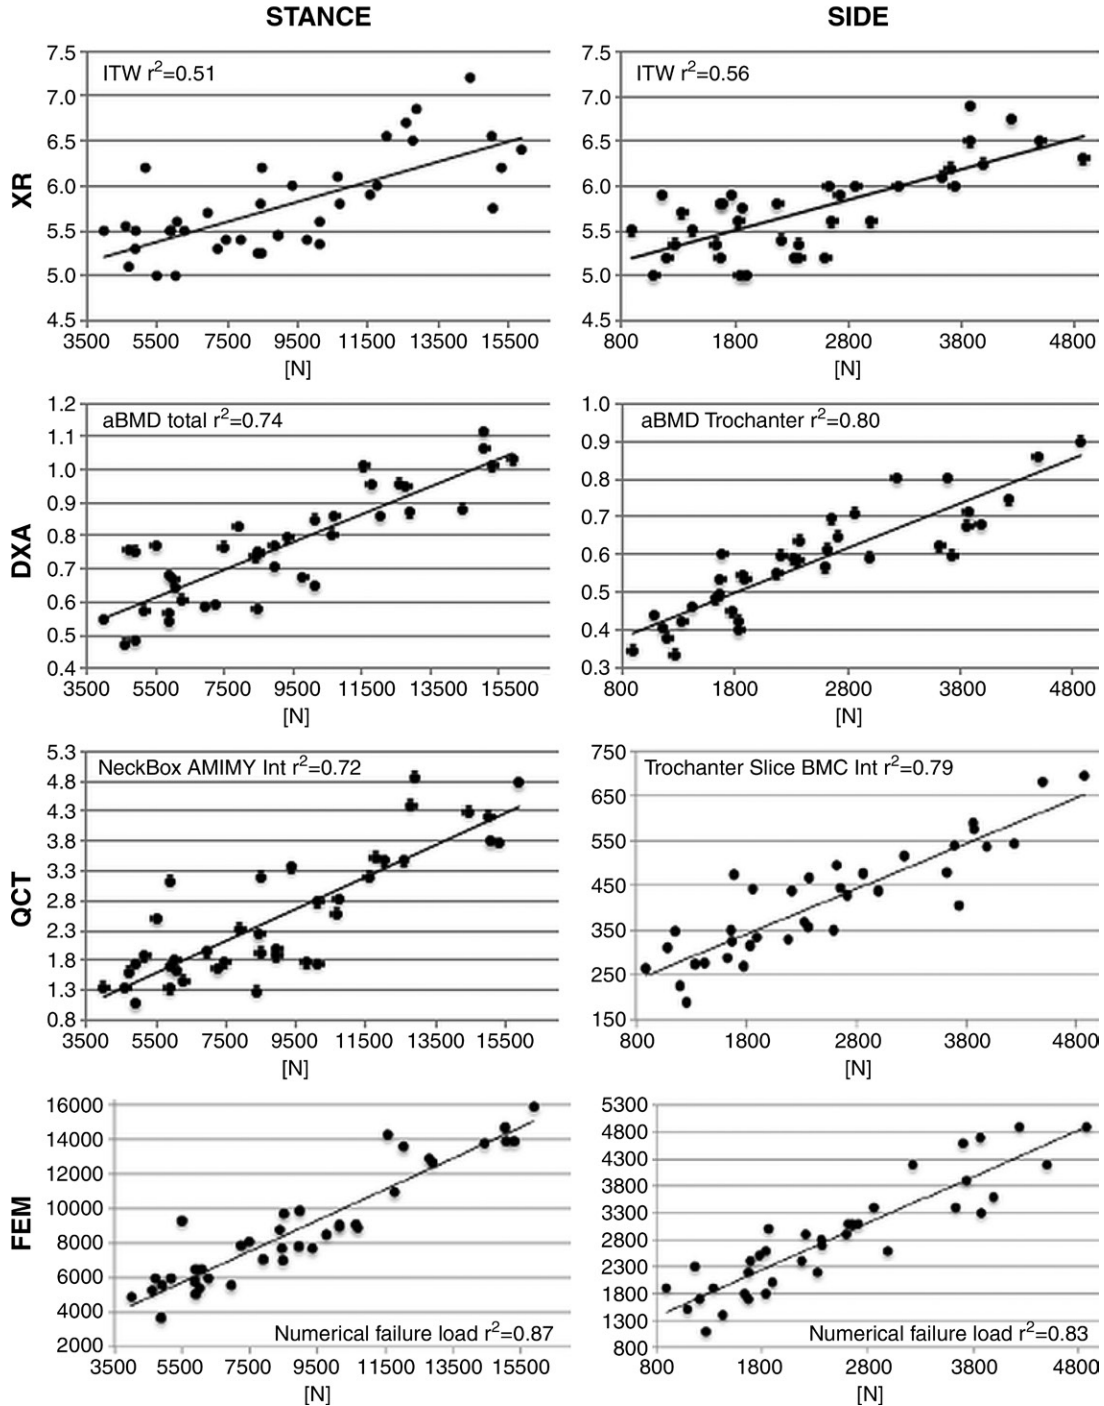 STANCE
SIDE
XR
7.5
7.0
6.5
6.0
5.5
5.0
4.5
ITW r²=0.51
3500 5500 7500 9500 11500 13500 15500
[N]
7.5
7.0
6.5
6.0
5.5
5.0
4.5
ITW r²=0.56
800 1800 2800 3800 4800
[N]
DXA
1.2
1.1
1.0
0.9
0.8
0.7
0.6
0.5
0.4
aBMD total r²=0.74
3500 5500 7500 9500 11500 13500 15500
[N]
1.0
0.9
0.8
0.7
0.6
0.5
0.4
0.3
aBMD Trochanter r²=0.80
800 1800 2800 3800 4800
[N]
QCT
5.3
4.8
4.3
3.8
3.3
2.8
2.3
1.8
1.3
0.8
NeckBox AMIMY Int r²=0.72
3500 5500 7500 9500 11500 13500 15500
[N]
750
650
550
450
350
250
150
Trochanter Slice BMC Int r²=0.79
800 1800 2800 3800 4800
[N]
FEM
16000
14000
12000
10000
8000
6000
4000
2000
Numerical failure load r²=0.87
3500 5500 7500 9500 11500 13500 15500
[N]
5300
4800
4300
3800
3300
2800
2300
1800
1300
800
Numerical failure load r²=0.83
800 1800 2800 3800 4800
[N]